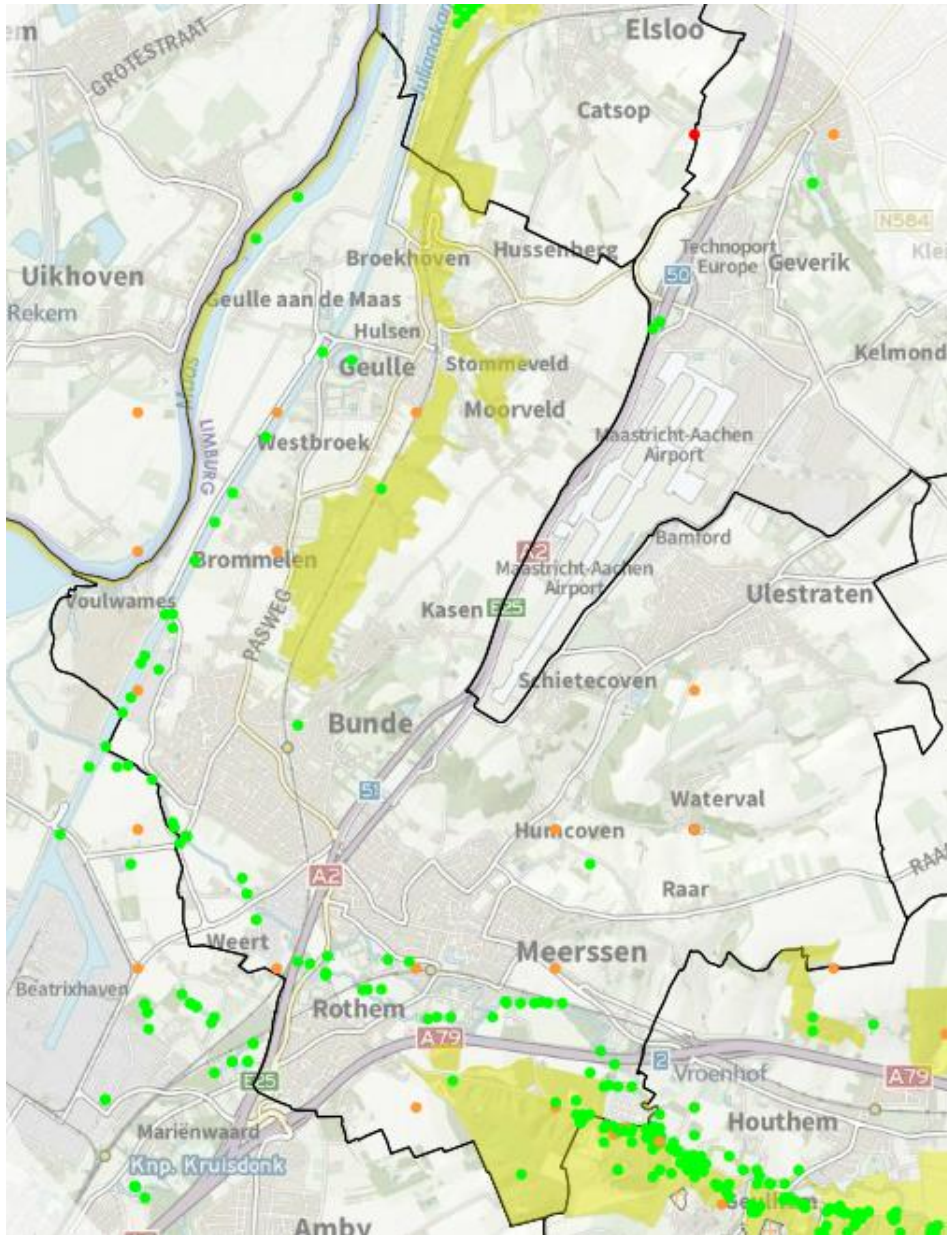 GROTESTRAAT
Elsloo
Julianakan
Catsop
N584
Broekhoven
Hussenberg
Technoport
Europe
Geverik
Uikhoven
Rekem
Geulle aan de Maas
50
Hulsen
Geulle
Stommeveld
Kelmond
Moorveld
LIMBURG
Westbroek
Maastricht-Aachen
Airport
Brommelen
A2
Bamford
Maastricht-Aachen
Airport
Voulwames
Kasen
E25
Ulestraten
PASWEG
Schietecoven
Bunde
51
Waterval
Humcoven
A2
Raar
RAAR
Weert
Meerssen
Beatrixhaven
Rothem
A79
2
Vroenhof
A79
E25
Houthem
Mariënwaard
Knp. Kruisdonk
Geulhem
Amby